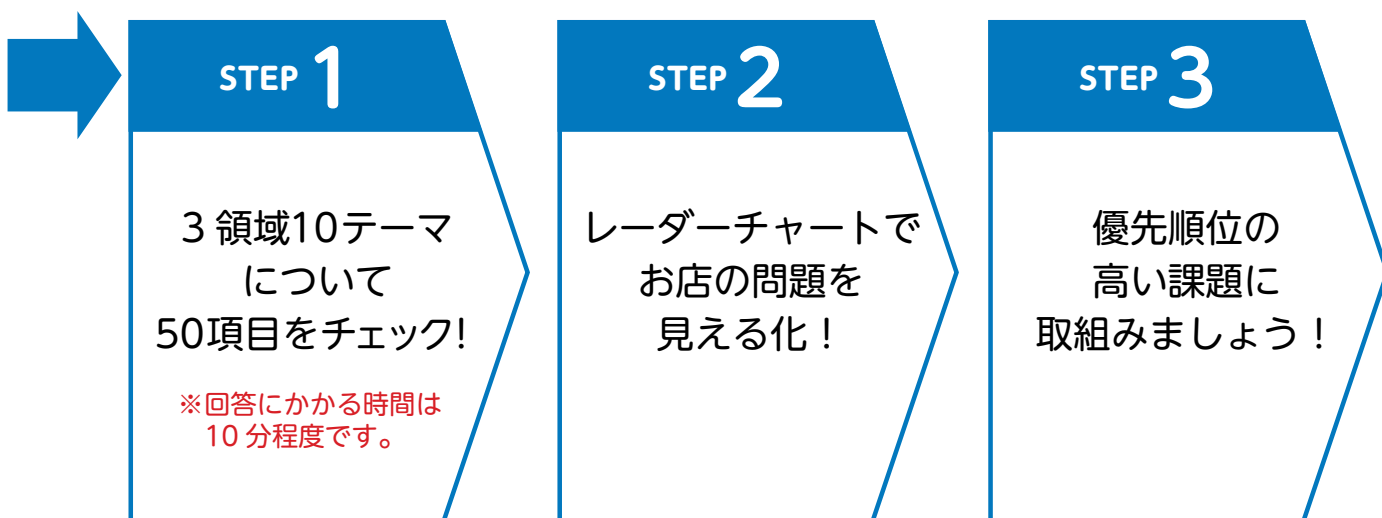 STEP 1
3領域10テーマ
について
50項目をチェック!
※回答にかかる時間は
10分程度です。
STEP 2
レーダーチャートで
お店の問題を
見える化！
STEP 3
優先順位の
高い課題に
取組みましょう！